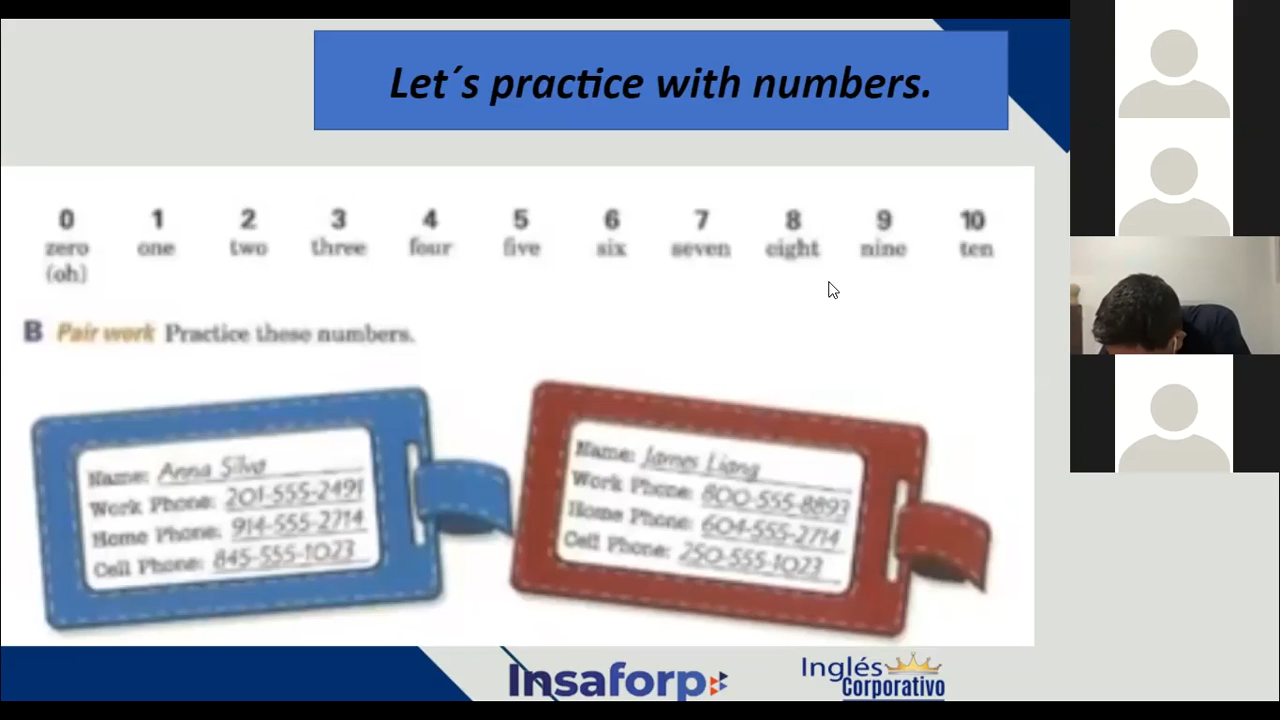 Let´s practice with numbers.
0 1 2 3 4 5 6 7 8 9 10
zero one two three four five six seven eight nine ten
(oh)
B Pair work Practice these numbers.
Name: Anna Silva
Work Phone: 201-555-2491
Home Phone: 914-555-2714
Cell Phone: 845-555-1023
Name: James Liang
Work Phone: 800-555-8893
Home Phone: 604-555-2714
Cell Phone: 250-555-1023
Insaforp
Inglés
Corporativo